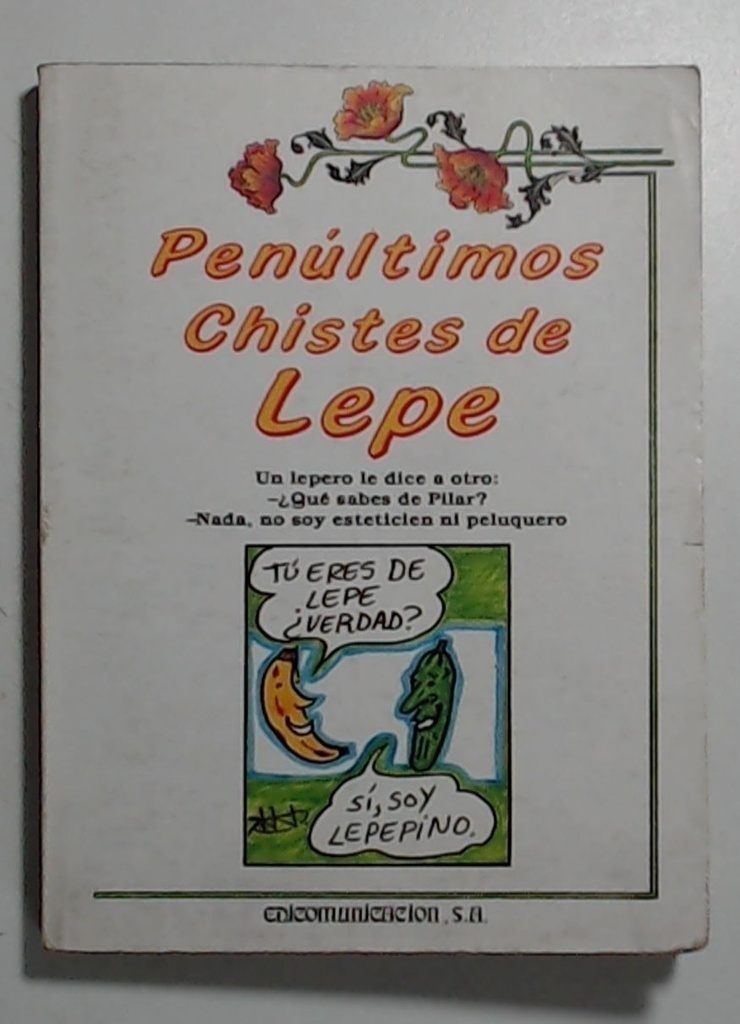 Penúltimos
Chistes de
Lepe
Un lepero le dice a otro:
-¿Qué sabes de Pilar?
-Nada, no soy esteticien ni peluquero
TÚ ERES DE
LEPE
¿VERDAD?
SÍ, SOY
LEPEPINO.
EDICOMUNICACION, S.A.